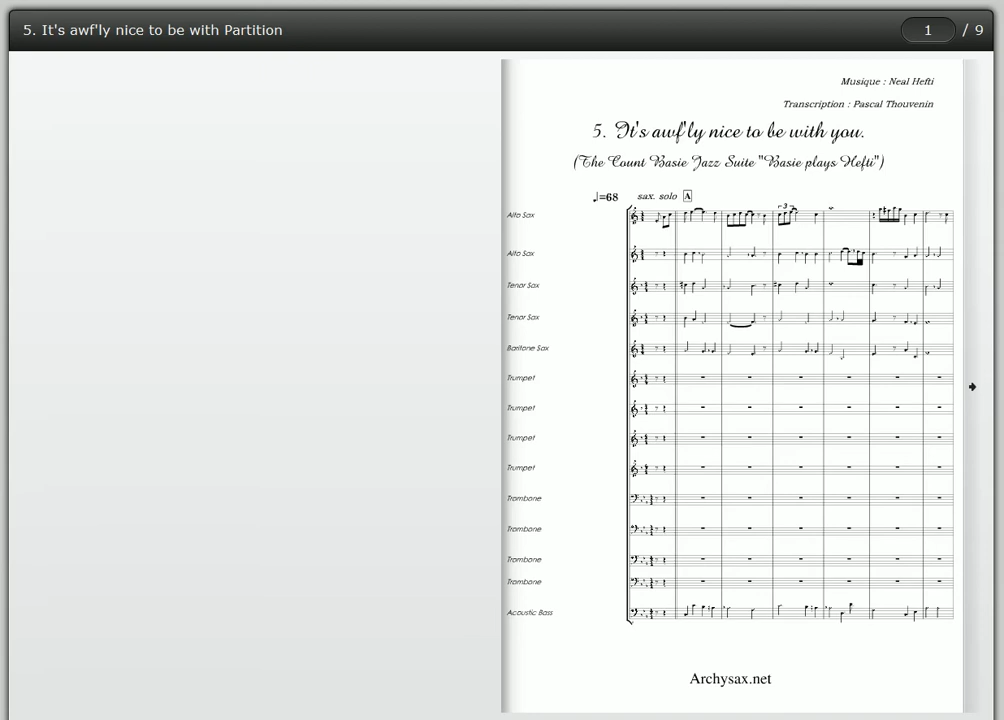 5. It's awf'ly nice to be with Partition
1 / 9
Musique : Neal Hefti
Transcription : Pascal Thouvenin
5. It's awf'ly nice to be with you.
(The Count Basie Jazz Suite "Basie plays Hefti")
♩=68 sax. solo A
Alto Sax
3
Alto Sax
Tenor Sax
Tenor Sax
Baritone Sax
Trumpet
Trumpet
Trumpet
Trumpet
Trombone
Trombone
Trombone
Trombone
Acoustic Bass
Archysax.net